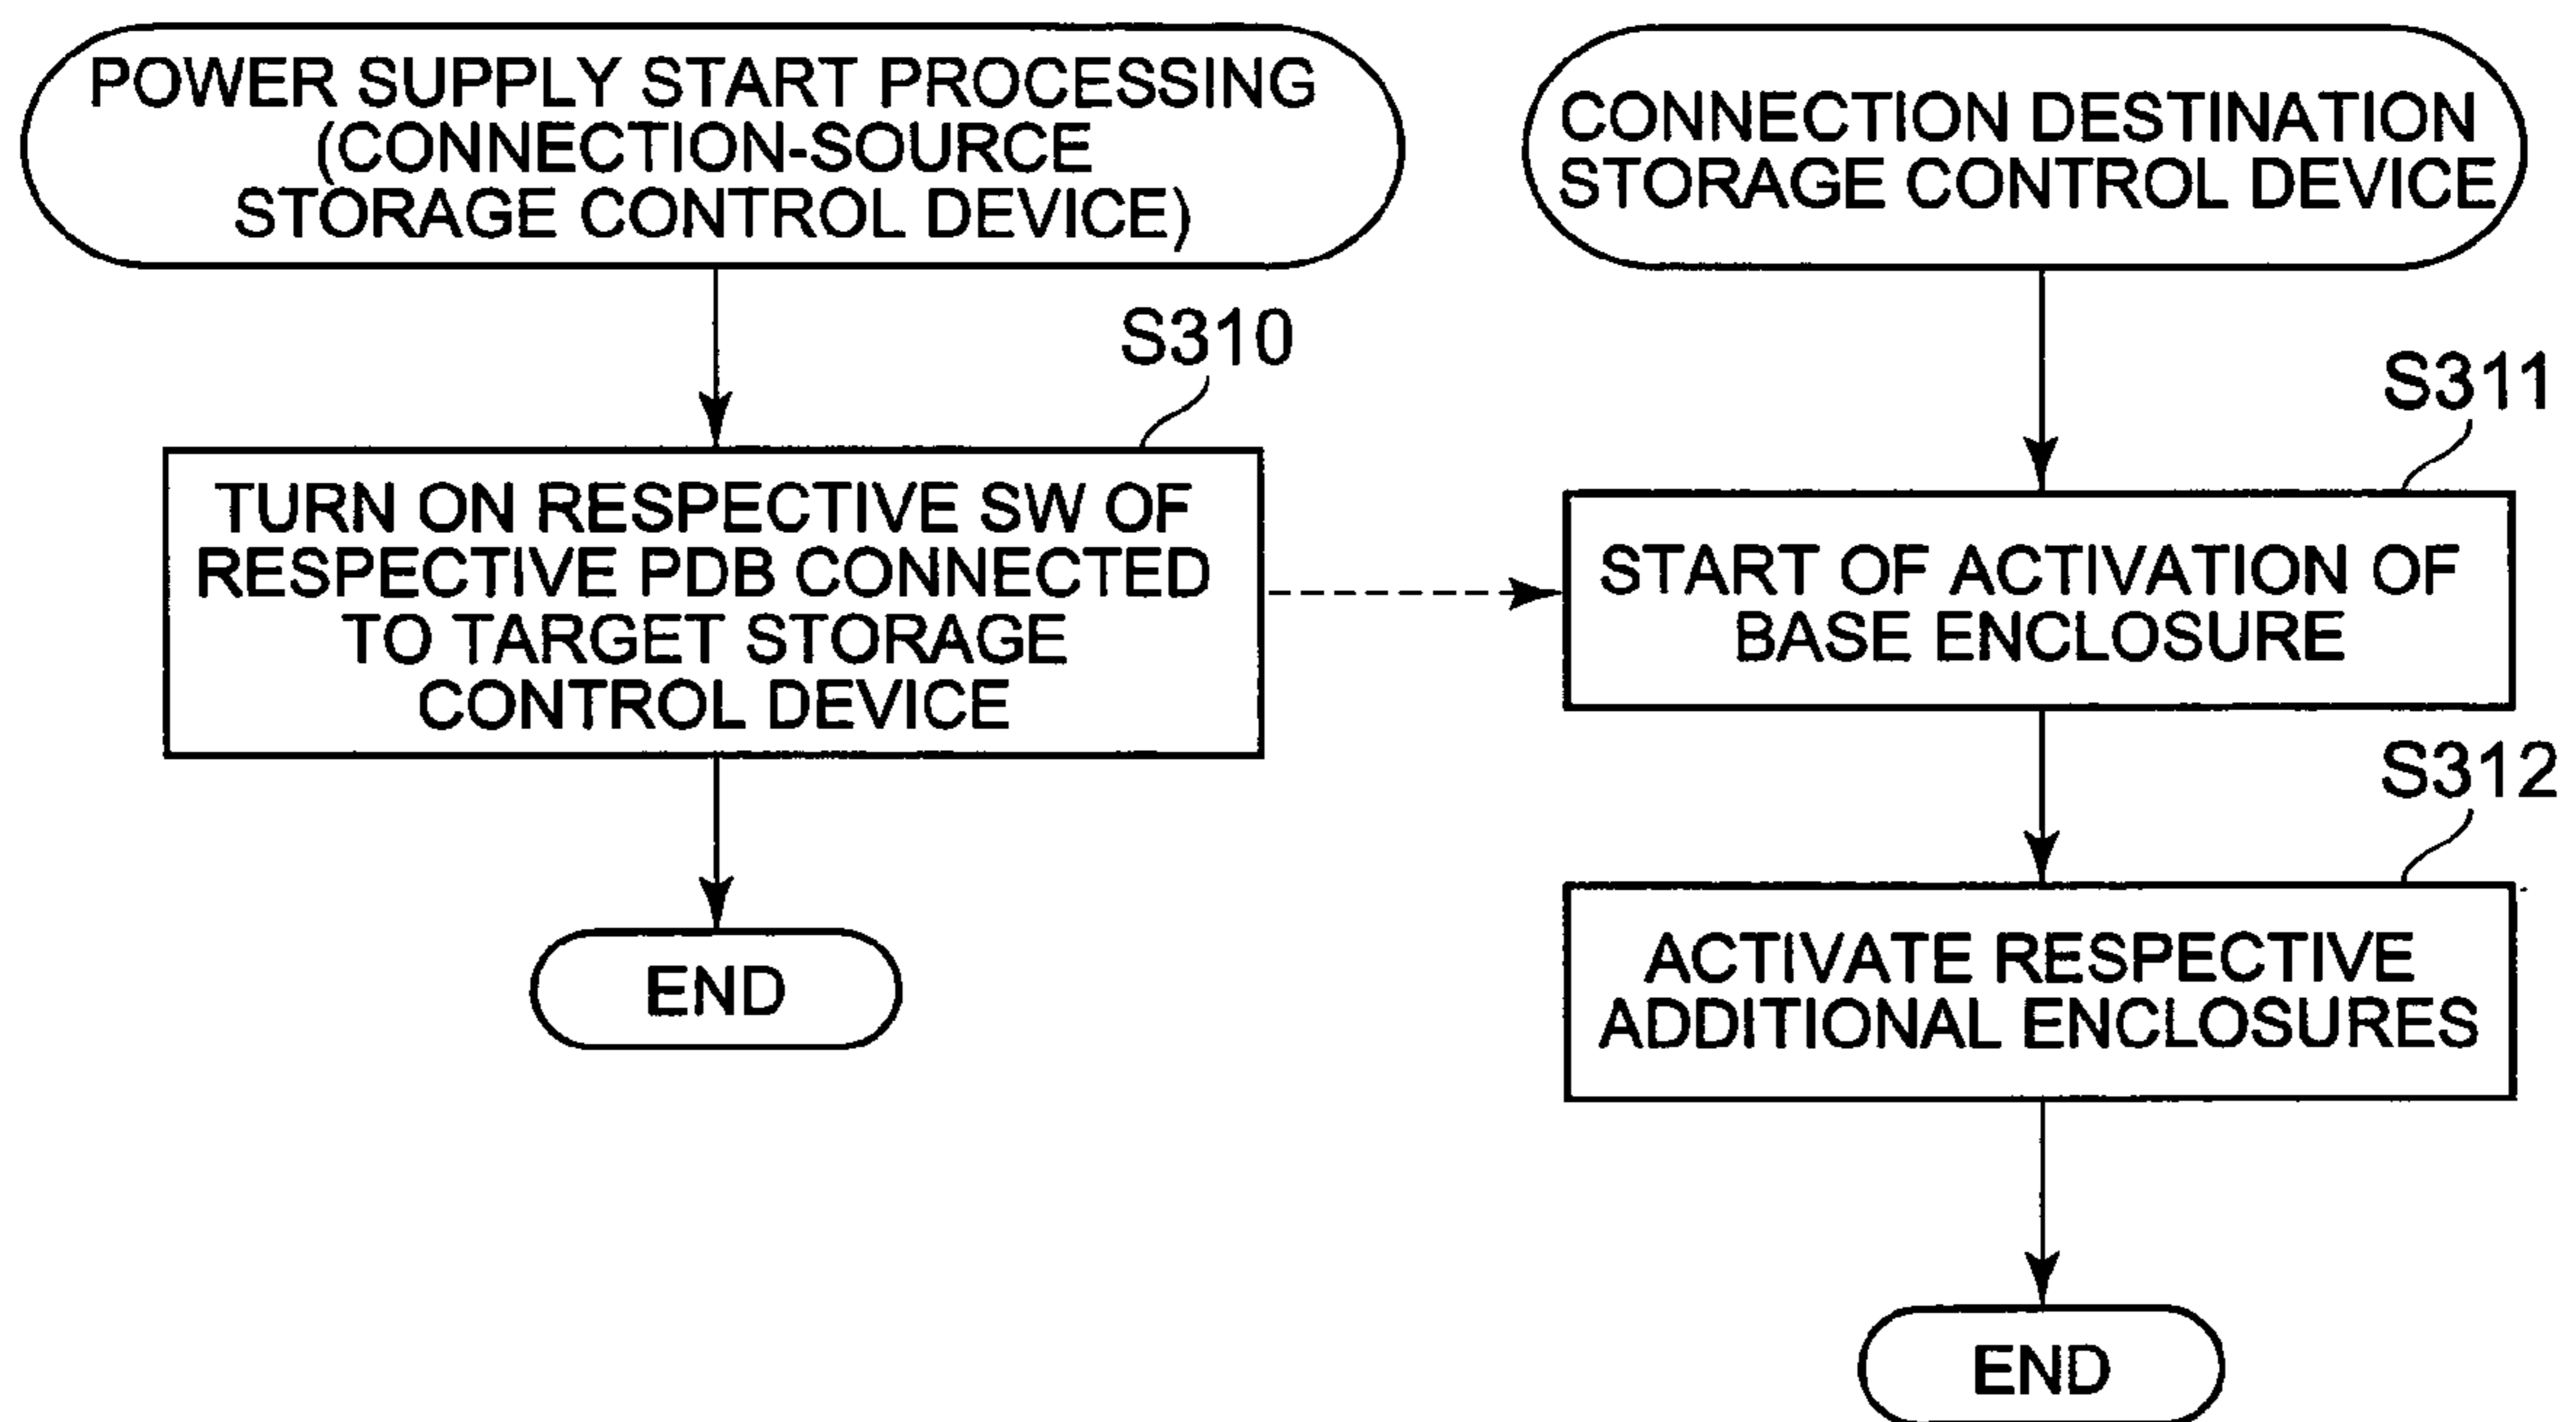 POWER SUPPLY START PROCESSING
(CONNECTION-SOURCE
STORAGE CONTROL DEVICE)
S310
TURN ON RESPECTIVE SW OF
RESPECTIVE PDB CONNECTED
TO TARGET STORAGE
CONTROL DEVICE
END
CONNECTION DESTINATION
STORAGE CONTROL DEVICE
S311
START OF ACTIVATION OF
BASE ENCLOSURE
S312
ACTIVATE RESPECTIVE
ADDITIONAL ENCLOSURES
END